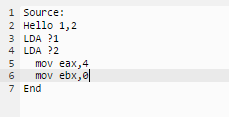 1 Source:
2 Hello 1,2
3 LDA ?1
4 LDA ?2
5 mov eax,4
6 mov ebx,0
7 End